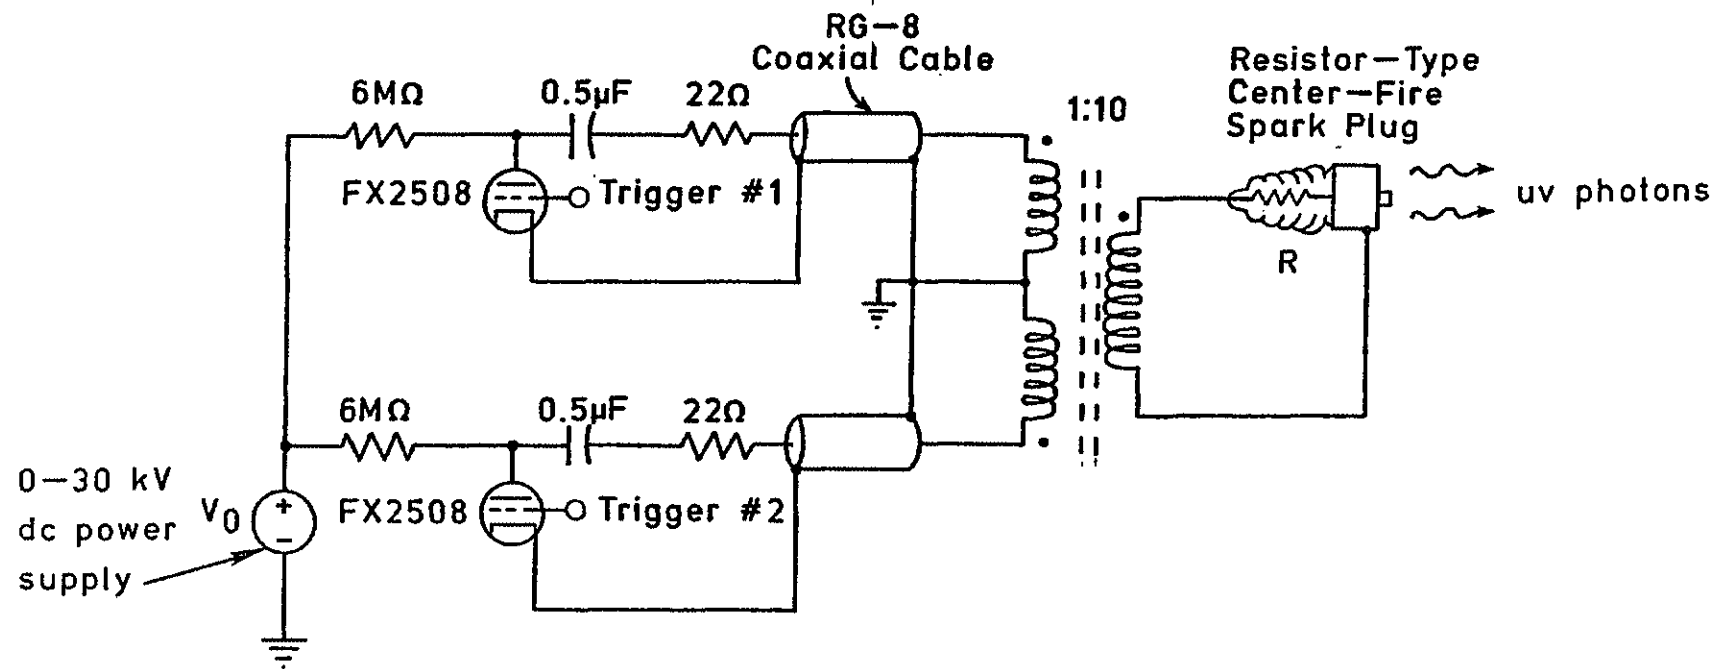 RG-8
Coaxial Cable
Resistor-Type
Center-Fire
Spark Plug
6MΩ
0.5μF
22Ω
1:10
FX2508
Trigger #1
uv photons
R
6MΩ
0.5μF
22Ω
0-30 kV
dc power
supply
V0
+
-
FX2508
Trigger #2